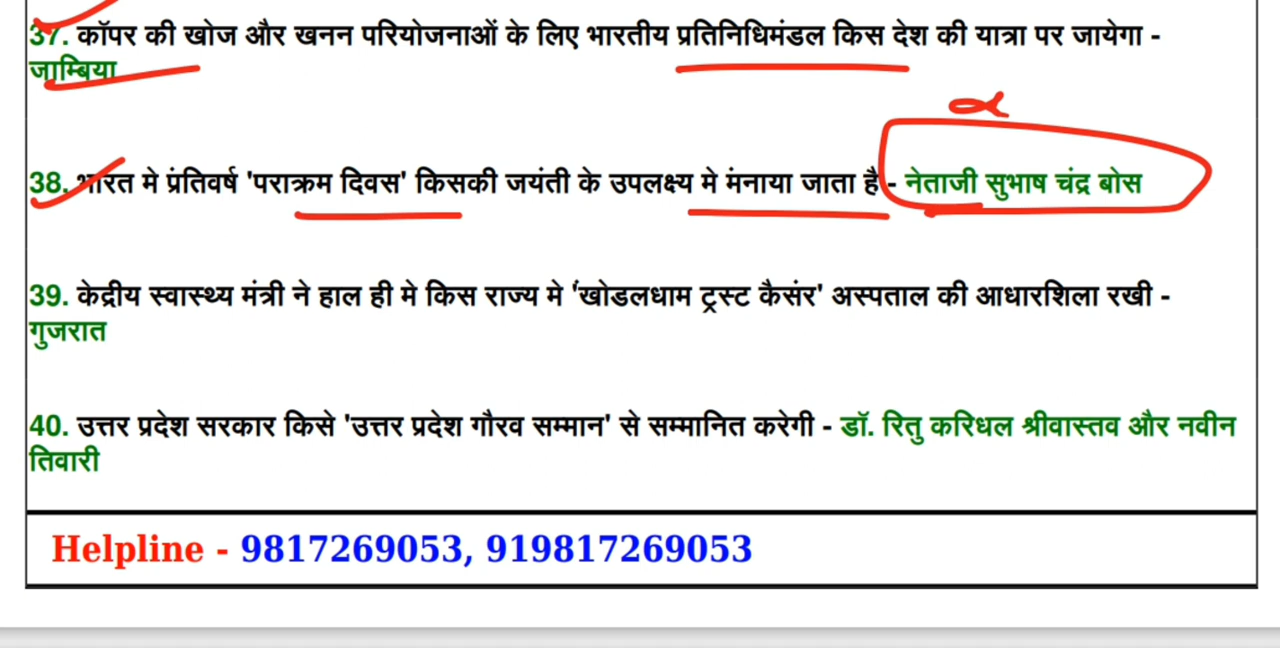 37. कॉपर की खोज और खनन परियोजनाओं के लिए भारतीय प्रतिनिधिमंडल किस देश की यात्रा पर जायेगा -
जाम्बिया
38. भारत मे प्रंतिवर्ष 'पराक्रम दिवस' किसकी जयंती के उपलक्ष्य मे मंनाया जाता है - नेताजी सुभाष चंद्र बोस
39. केद्रीय स्वास्थ्य मंत्री ने हाल ही मे किस राज्य मे 'खोडलधाम ट्रस्ट कैसंर' अस्पताल की आधारशिला रखी -
गुजरात
40. उत्तर प्रदेश सरकार किसे 'उत्तर प्रदेश गौरव सम्मान' से सम्मानित करेगी - डॉ. रितु करिधल श्रीवास्तव और नवीन
तिवारी
Helpline - 9817269053, 919817269053